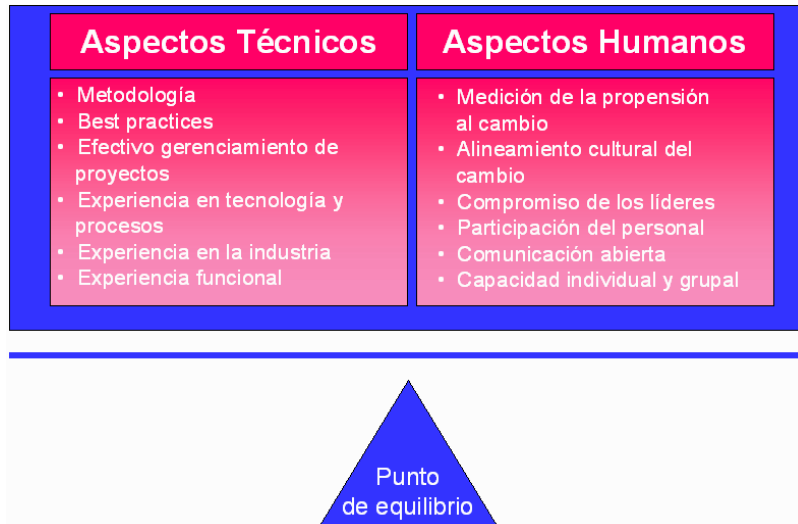 Aspectos Técnicos
• Metodología
• Best practices
• Efectivo gerenciamiento de
proyectos
• Experiencia en tecnología y
procesos
• Experiencia en la industria
• Experiencia funcional
Aspectos Humanos
• Medición de la propensión
al cambio
• Alineamiento cultural del
cambio
• Compromiso de los líderes
• Participación del personal
• Comunicación abierta
• Capacidad individual y grupal
Punto
de equilibrio